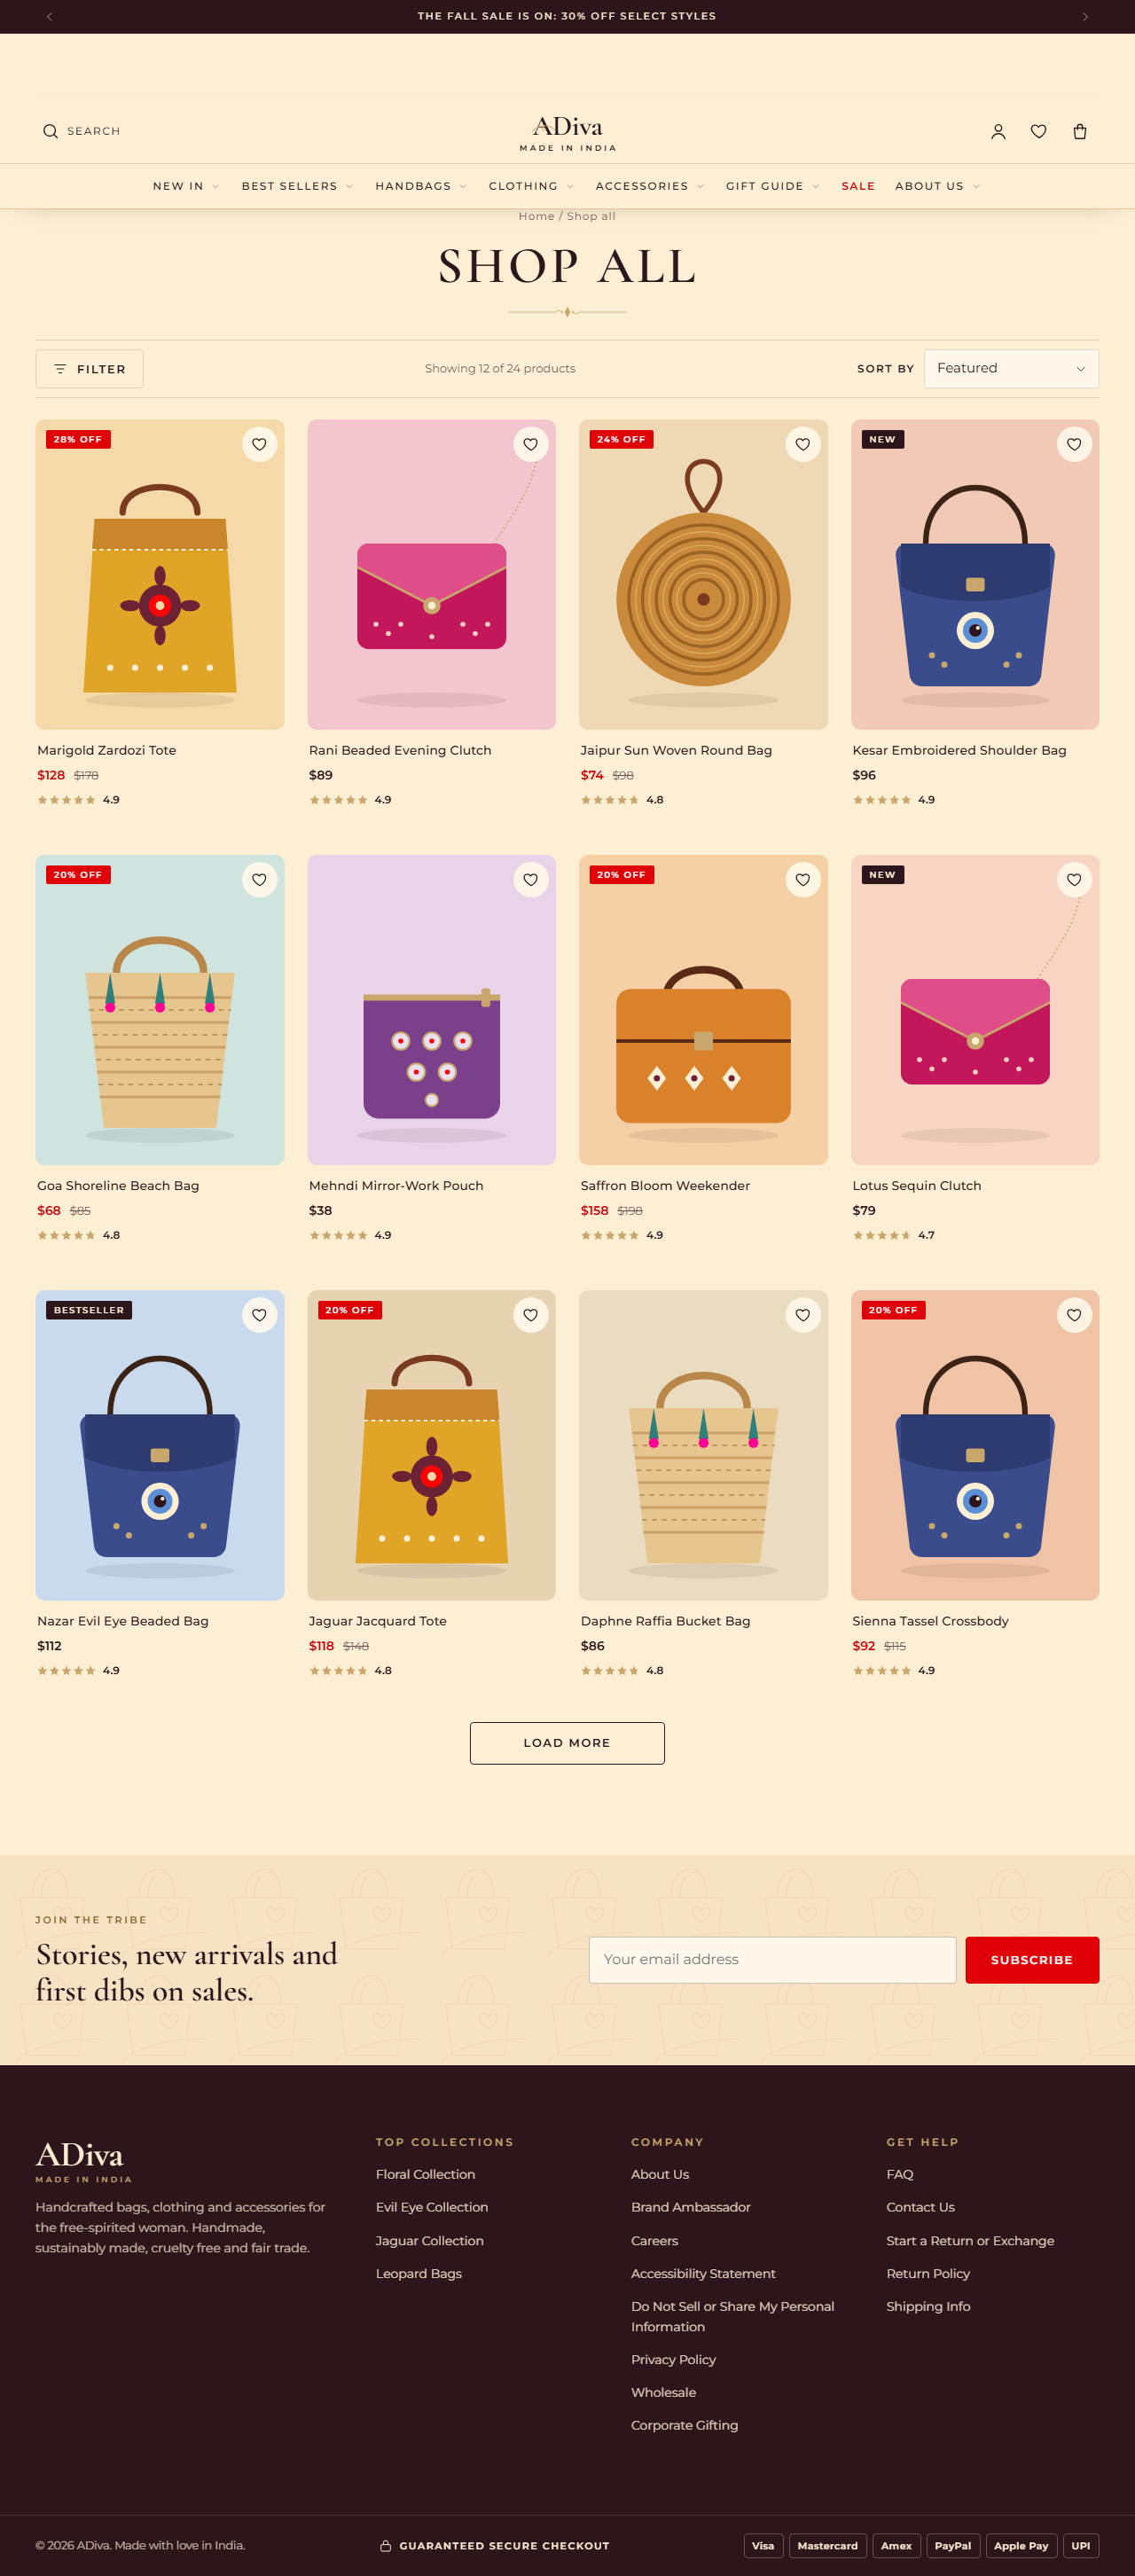 THE FALL SALE IS ON: 30% OFF SELECT STYLES
SEARCH
ADiva
MADE IN INDIA
NEW IN
BEST SELLERS
HANDBAGS
CLOTHING
ACCESSORIES
GIFT GUIDE
SALE
ABOUT US
Home / Shop all
SHOP ALL
FILTER
Showing 12 of 24 products
SORT BY
Featured
28% OFF
24% OFF
NEW
Marigold Zardozi Tote
$128 $178
4.9
Rani Beaded Evening Clutch
$89
4.9
Jaipur Sun Woven Round Bag
$74 $98
4.8
Kesar Embroidered Shoulder Bag
$96
4.9
20% OFF
20% OFF
NEW
Goa Shoreline Beach Bag
$68 $85
4.8
Mehndi Mirror-Work Pouch
$38
4.9
Saffron Bloom Weekender
$158 $198
4.9
Lotus Sequin Clutch
$79
4.7
BESTSELLER
20% OFF
20% OFF
Nazar Evil Eye Beaded Bag
$112
4.9
Jaguar Jacquard Tote
$118 $148
4.8
Daphne Raffia Bucket Bag
$86
4.8
Sienna Tassel Crossbody
$92 $115
4.9
LOAD MORE
JOIN THE TRIBE
Stories, new arrivals and
first dibs on sales.
Your email address
SUBSCRIBE
ADiva
MADE IN INDIA
Handcrafted bags, clothing and accessories for
the free-spirited woman. Handmade,
sustainably made, cruelty free and fair trade.
TOP COLLECTIONS
Floral Collection
Evil Eye Collection
Jaguar Collection
Leopard Bags
COMPANY
About Us
Brand Ambassador
Careers
Accessibility Statement
Do Not Sell or Share My Personal
Information
Privacy Policy
Wholesale
Corporate Gifting
GET HELP
FAQ
Contact Us
Start a Return or Exchange
Return Policy
Shipping Info
© 2026 ADiva. Made with love in India.
GUARANTEED SECURE CHECKOUT
Visa
Mastercard
Amex
PayPal
Apple Pay
UPI